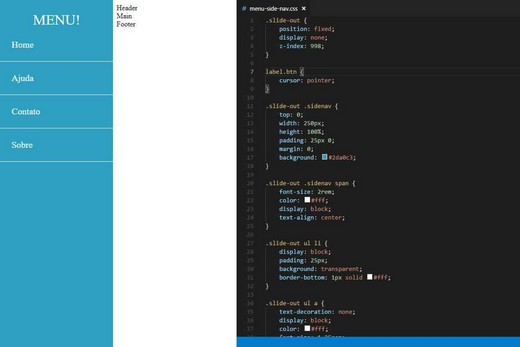 MENU!
Home
Ajuda
Contato
Sobre
Header
Main
Footer
# menu-side-nav.css ×
1 .slide-out {
2 position: fixed;
3 display: none;
4 z-index: 998;
5 }
6
7 label.btn {
8 cursor: pointer;
9 }
10
11 .slide-out .sidenav {
12 top: 0;
13 width: 250px;
14 height: 100%;
15 padding: 25px 0;
16 margin: 0;
17 background: #2da0c3;
18 }
19
20 .slide-out .sidenav span {
21 font-size: 2rem;
22 color: #fff;
23 display: block;
24 text-align: center;
25 }
26
27 .slide-out ul li {
28 display: block;
29 padding: 25px;
30 background: transparent;
31 border-bottom: 1px solid #fff;
32 }
33
34 .slide-out ul a {
35 text-decoration: none;
36 display: block;
37 color: #fff;